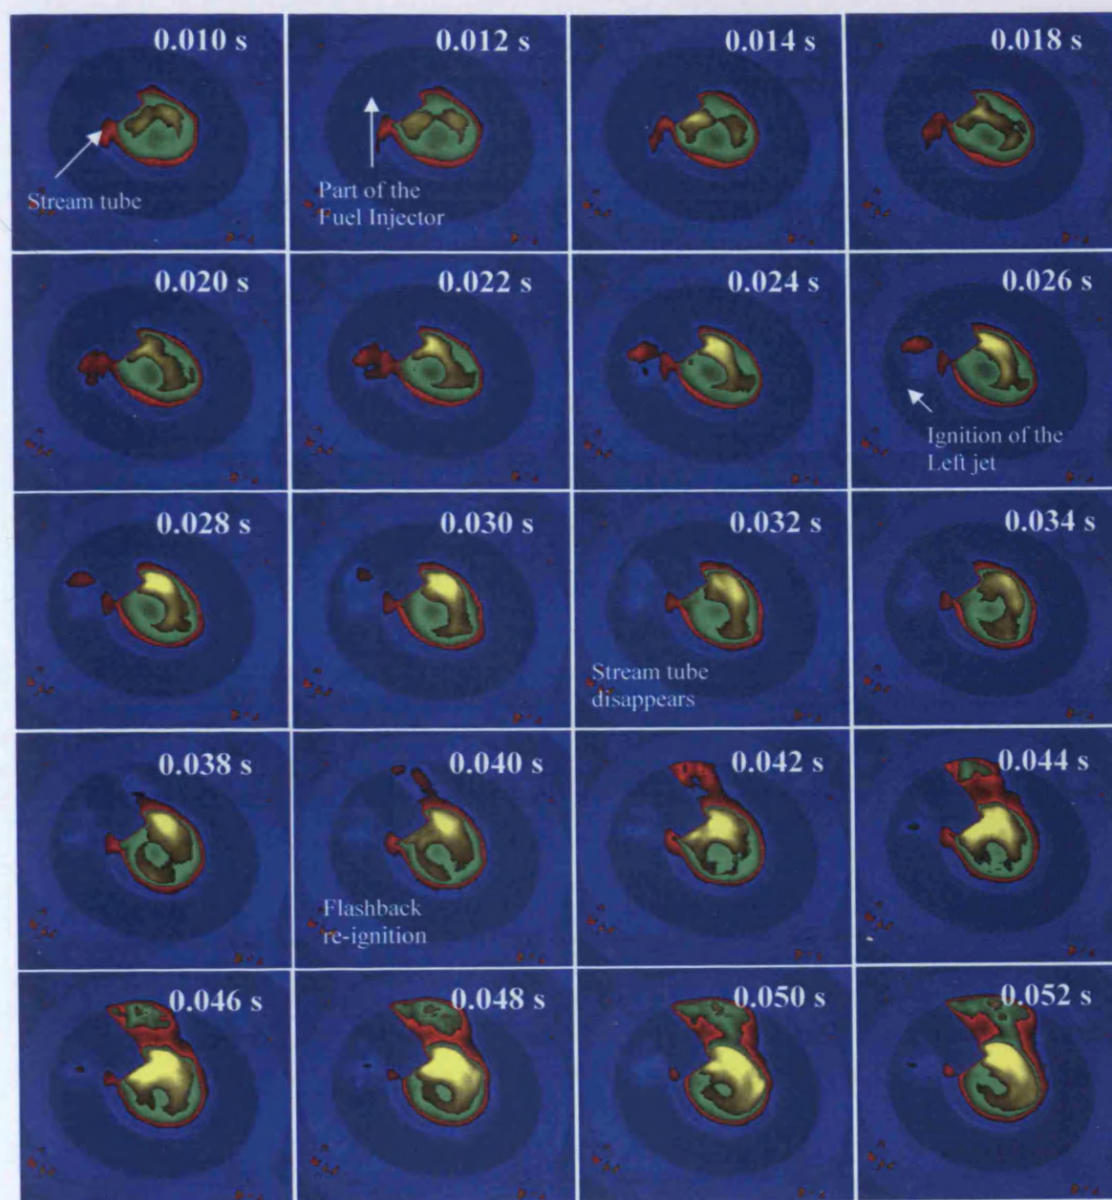 0.010 s
0.012 s
0.014 s
0.018 s
Stream tube
Part of the
Fuel Injector
0.020 s
0.022 s
0.024 s
0.026 s
Ignition of the
Left jet
0.028 s
0.030 s
0.032 s
0.034 s
Stream tube
disappears
0.038 s
0.040 s
0.042 s
0.044 s
Flashback
re-ignition
0.046 s
0.048 s
0.050 s
0.052 s